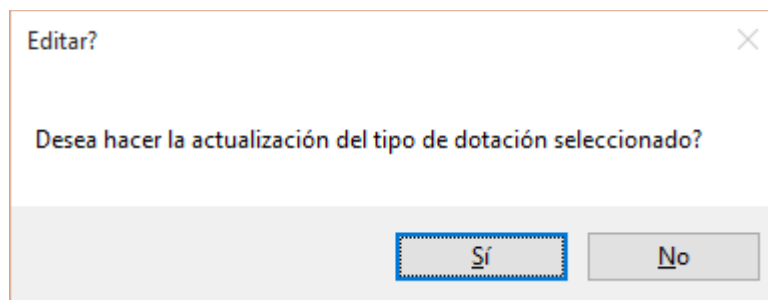 Editar?
Desea hacer la actualización del tipo de dotación seleccionado?
Sí No